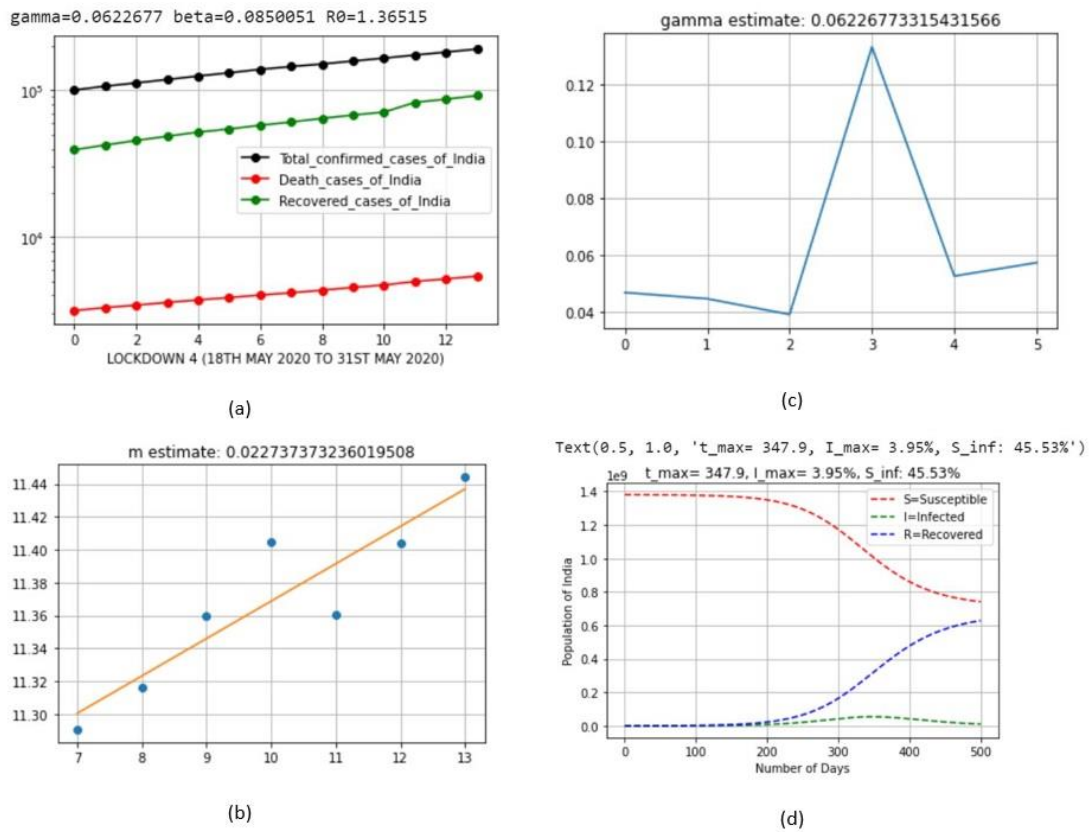 gamma=0.0622677 beta=0.0850051 R0=1.36515
10^5
10^4
Total_confirmed_cases_of_India
Death_cases_of_India
Recovered_cases_of_India
0 2 4 6 8 10 12
LOCKDOWN 4 (18TH MAY 2020 TO 31ST MAY 2020)
(a)
gamma estimate: 0.06226773315431566
0.12
0.10
0.08
0.06
0.04
0 1 2 3 4 5
(c)
m estimate: 0.022737373236019508
11.44
11.42
11.40
11.38
11.36
11.34
11.32
11.30
7 8 9 10 11 12 13
(b)
Text(0.5, 1.0, 't_max= 347.9, I_max= 3.95%, S_inf: 45.53%')
t_max= 347.9, I_max= 3.95%, S_inf: 45.53%
1e9
1.4
1.2
1.0
0.8
0.6
0.4
0.2
0.0
Population of India
S=Susceptible
I=Infected
R=Recovered
0 100 200 300 400 500
Number of Days
(d)